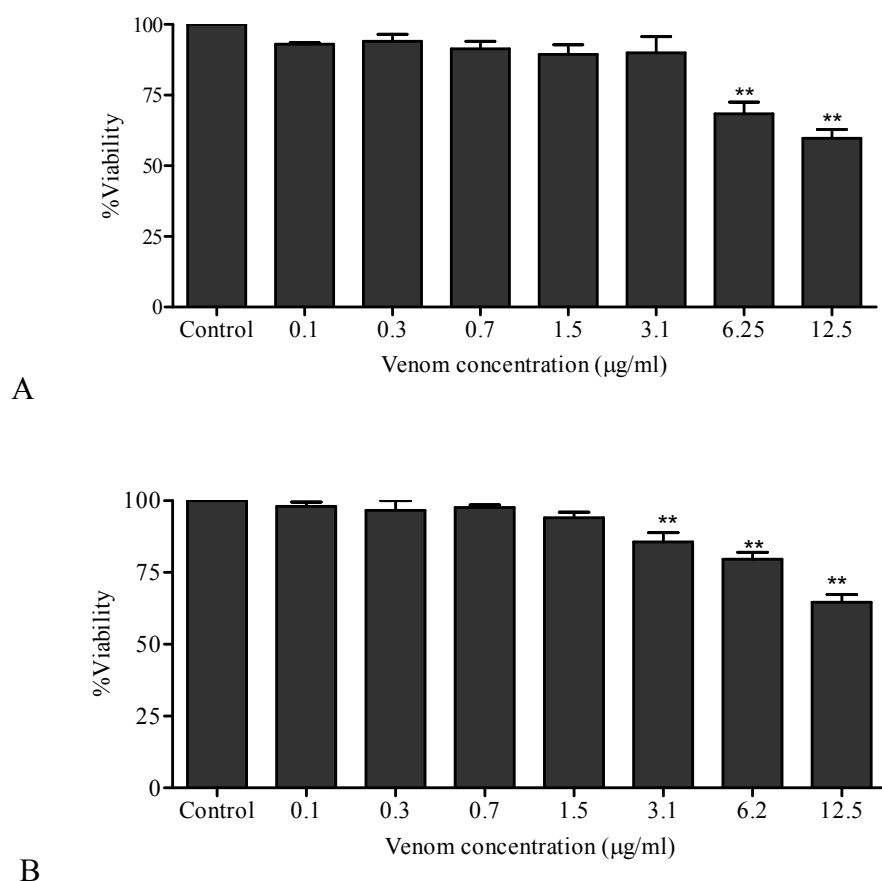 100
75
50
25
0
%Viability
** **
Control 0.1 0.3 0.7 1.5 3.1 6.25 12.5
Venom concentration (µg/ml)
A
100
75
50
25
0
%Viability
** ** **
Control 0.1 0.3 0.7 1.5 3.1 6.2 12.5
Venom concentration (µg/ml)
B